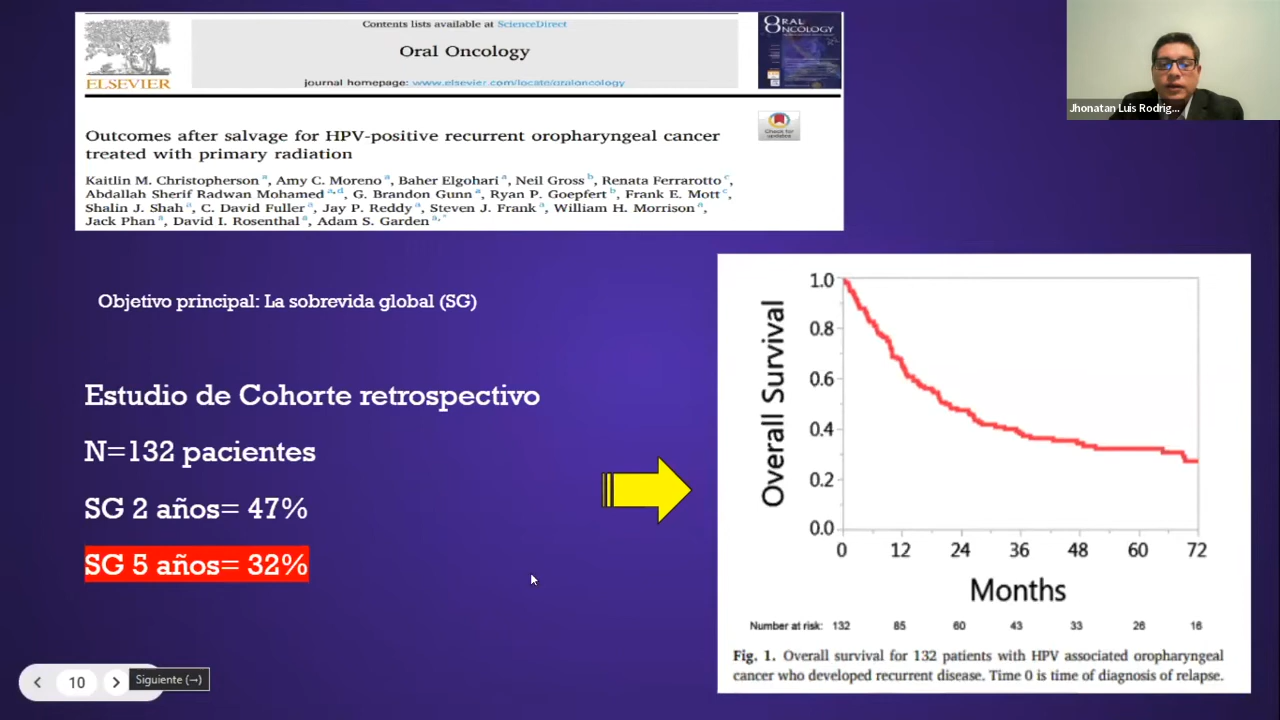 Contents lists available at ScienceDirect
Oral Oncology
journal homepage: www.elsevier.com/locate/oraloncology
ELSEVIER
ORAL
ONCOLOGY
Check for
updates
Outcomes after salvage for HPV-positive recurrent oropharyngeal cancer
treated with primary radiation
Kaitlin M. Christopherson a, Amy C. Moreno a, Baher Elgohari a, Neil Gross b, Renata Ferrarotto c,
Abdallah Sherif Radwan Mohamed a,d, G. Brandon Gunn a, Ryan P. Goepfert b, Frank E. Mott c,
Shalin J. Shah a, C. David Fuller a, Jay P. Reddy a, Steven J. Frank a, William H. Morrison a,
Jack Phan a, David I. Rosenthal a, Adam S. Garden a,*
Jhonatan Luis Rodrig...
Objetivo principal: La sobrevida global (SG)
Estudio de Cohorte retrospectivo
N=132 pacientes
SG 2 años= 47%
SG 5 años= 32%
Overall Survival
1.0
0.8
0.6
0.4
0.2
0.0
0 12 24 36 48 60 72
Months
Number at risk: 132 85 60 43 33 26 16
Fig. 1. Overall survival for 132 patients with HPV associated oropharyngeal
cancer who developed recurrent disease. Time 0 is time of diagnosis of relapse.
10
Siguiente (→)